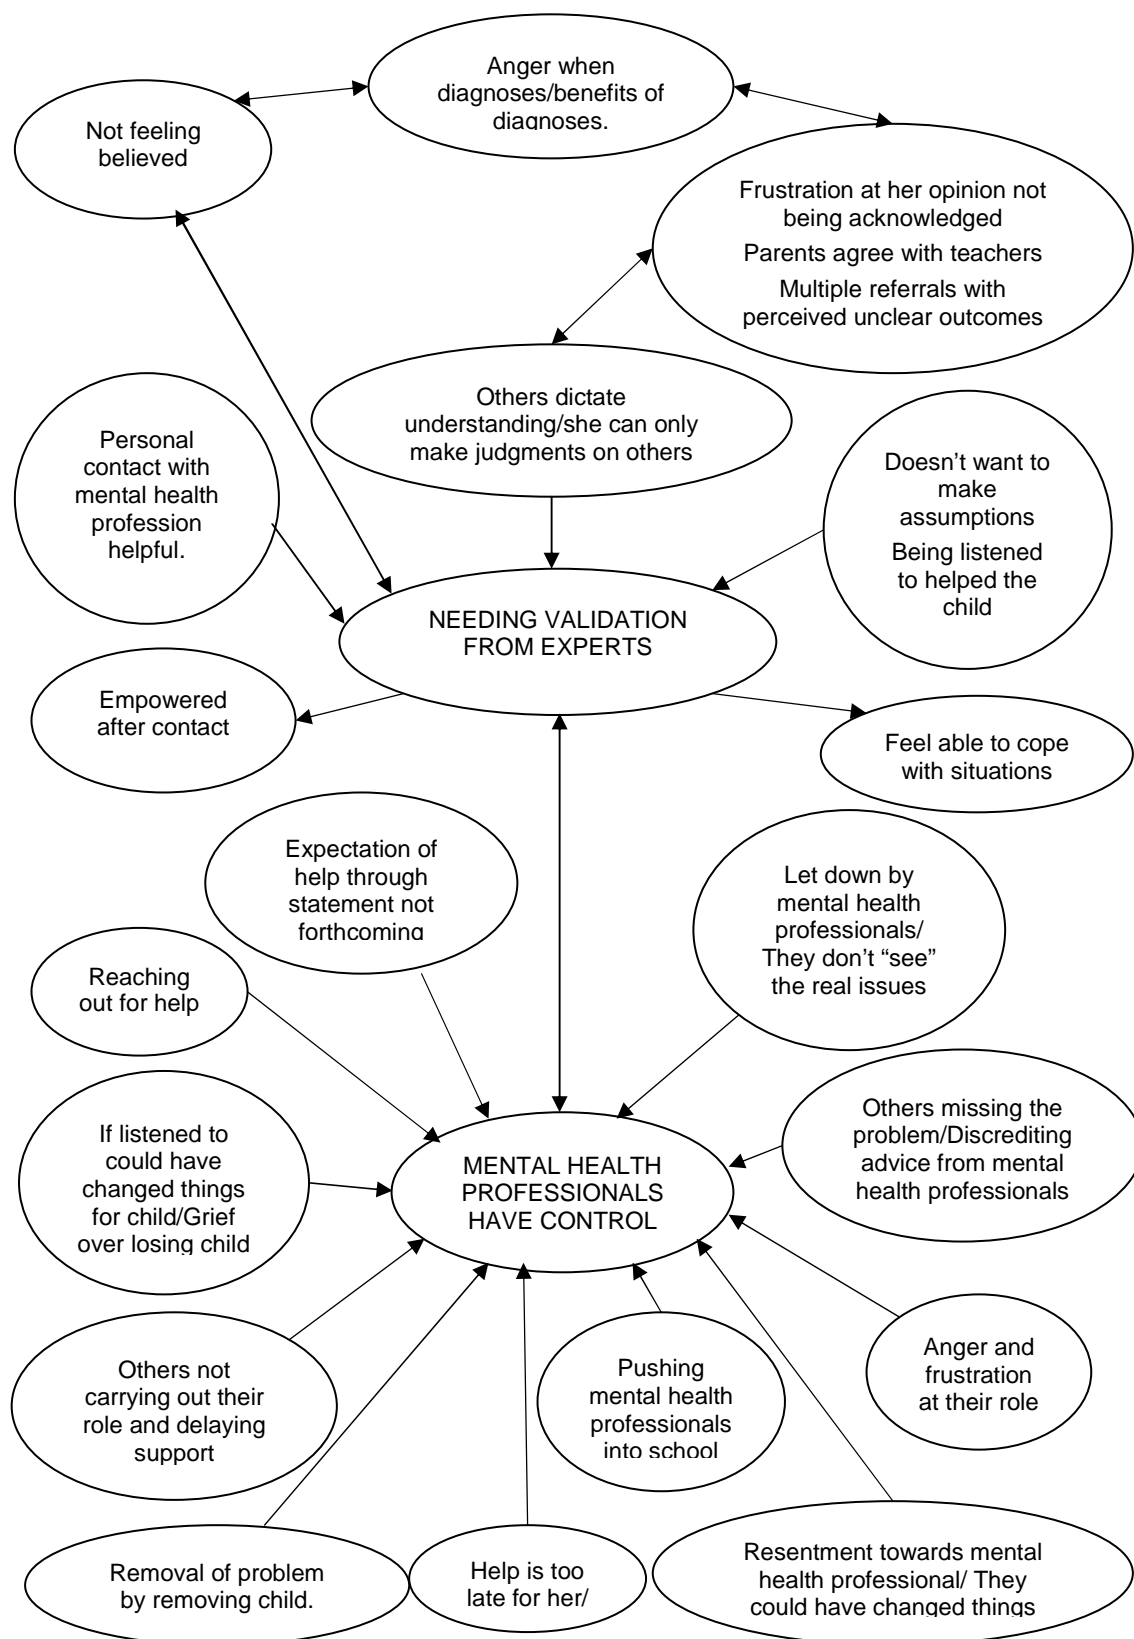 Anger when
diagnoses/benefits of
diagnoses.
Not feeling
believed
Frustration at her opinion not
being acknowledged
Parents agree with teachers
Multiple referrals with
perceived unclear outcomes
Others dictate
understanding/she can only
make judgments on others
Personal
contact with
mental health
profession
helpful.
Doesn’t want to
make
assumptions
Being listened
to helped the
child
NEEDING VALIDATION
FROM EXPERTS
Empowered
after contact
Feel able to cope
with situations
Expectation of
help through
statement not
forthcoming
Let down by
mental health
professionals/
They don’t “see”
the real issues
Reaching
out for help
Others missing the
problem/Discrediting
advice from mental
health professionals
If listened to
could have
changed things
for child/Grief
over losing child
MENTAL HEALTH
PROFESSIONALS
HAVE CONTROL
Anger and
frustration
at their role
Others not
carrying out their
role and delaying
support
Pushing
mental health
professionals
into school
Removal of problem
by removing child.
Help is too
late for her/
Resentment towards mental
health professional/ They
could have changed things